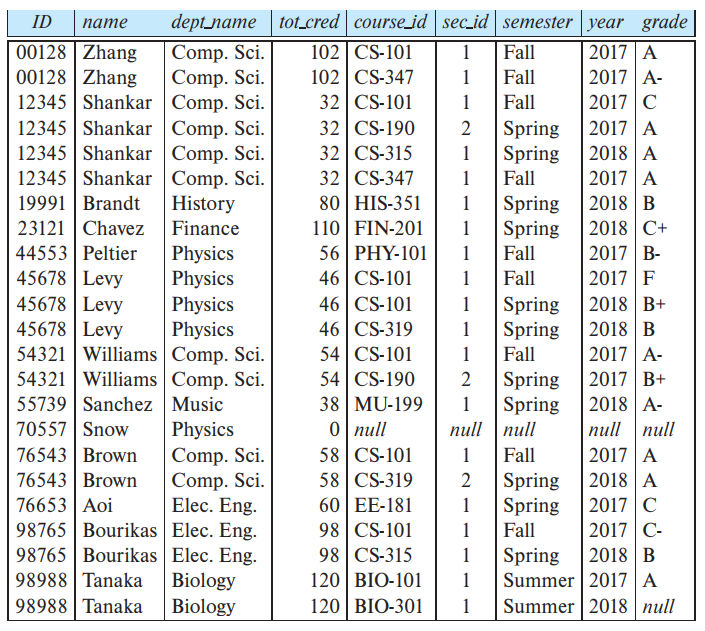 ID name dept_name tot_cred course_id sec_id semester year grade
00128 Zhang Comp. Sci. 102 CS-101 1 Fall 2017 A
00128 Zhang Comp. Sci. 102 CS-347 1 Fall 2017 A-
12345 Shankar Comp. Sci. 32 CS-101 1 Fall 2017 C
12345 Shankar Comp. Sci. 32 CS-190 2 Spring 2017 A
12345 Shankar Comp. Sci. 32 CS-315 1 Spring 2018 A
12345 Shankar Comp. Sci. 32 CS-347 1 Fall 2017 A
19991 Brandt History 80 HIS-351 1 Spring 2018 B
23121 Chavez Finance 110 FIN-201 1 Spring 2018 C+
44553 Peltier Physics 56 PHY-101 1 Fall 2017 B-
45678 Levy Physics 46 CS-101 1 Fall 2017 F
45678 Levy Physics 46 CS-101 1 Spring 2018 B+
45678 Levy Physics 46 CS-319 1 Spring 2018 B
54321 Williams Comp. Sci. 54 CS-101 1 Fall 2017 A-
54321 Williams Comp. Sci. 54 CS-190 2 Spring 2017 B+
55739 Sanchez Music 38 MU-199 1 Spring 2018 A-
70557 Snow Physics 0 null null null null null
76543 Brown Comp. Sci. 58 CS-101 1 Fall 2017 A
76543 Brown Comp. Sci. 58 CS-319 2 Spring 2018 A
76653 Aoi Elec. Eng. 60 EE-181 1 Spring 2017 C
98765 Bourikas Elec. Eng. 98 CS-101 1 Fall 2017 C-
98765 Bourikas Elec. Eng. 98 CS-315 1 Spring 2018 B
98988 Tanaka Biology 120 BIO-101 1 Summer 2017 A
98988 Tanaka Biology 120 BIO-301 1 Summer 2018 null